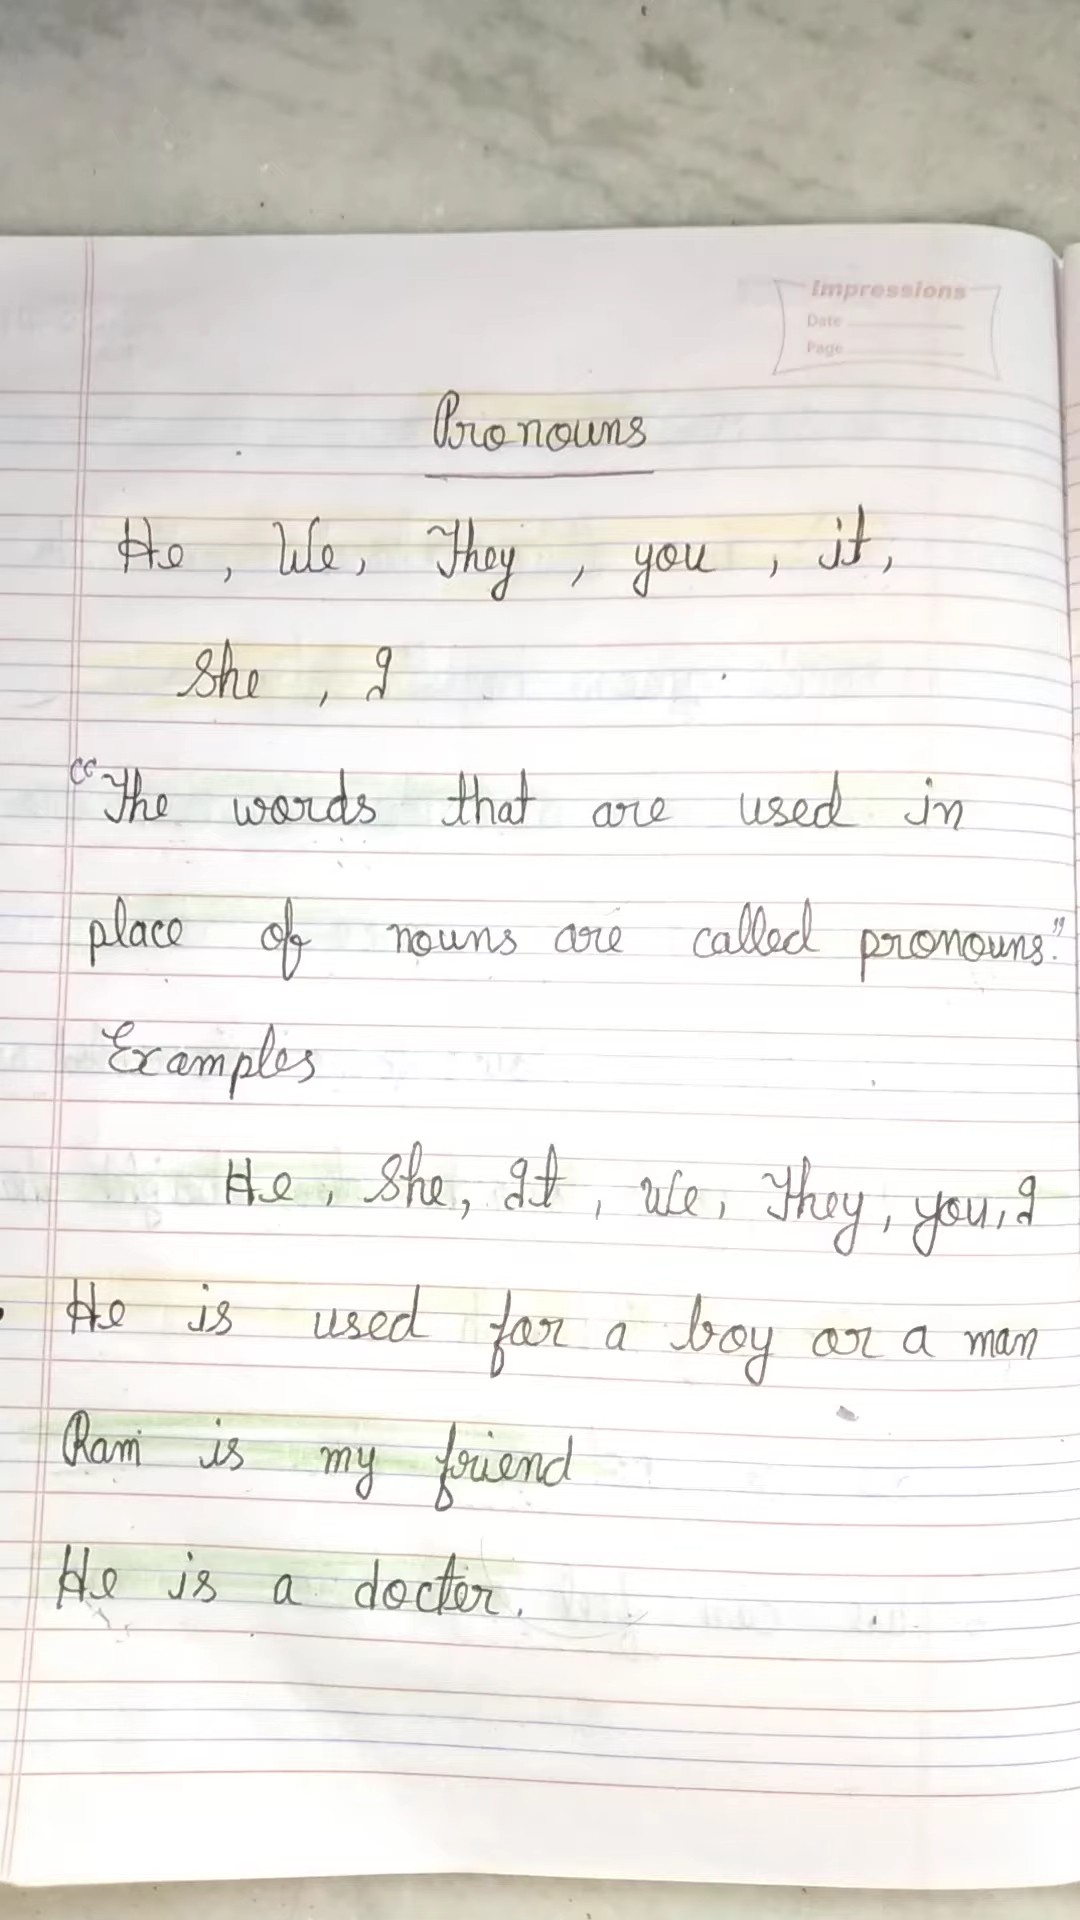 Impressions
Date
Page
Pronouns
He, We, They, you, it,
She, I
"The words that are used in
place of nouns are called pronouns."
Examples
He, She, It, We, They, you, I
He is used for a boy or a man
Ram is my friend
He is a docter.